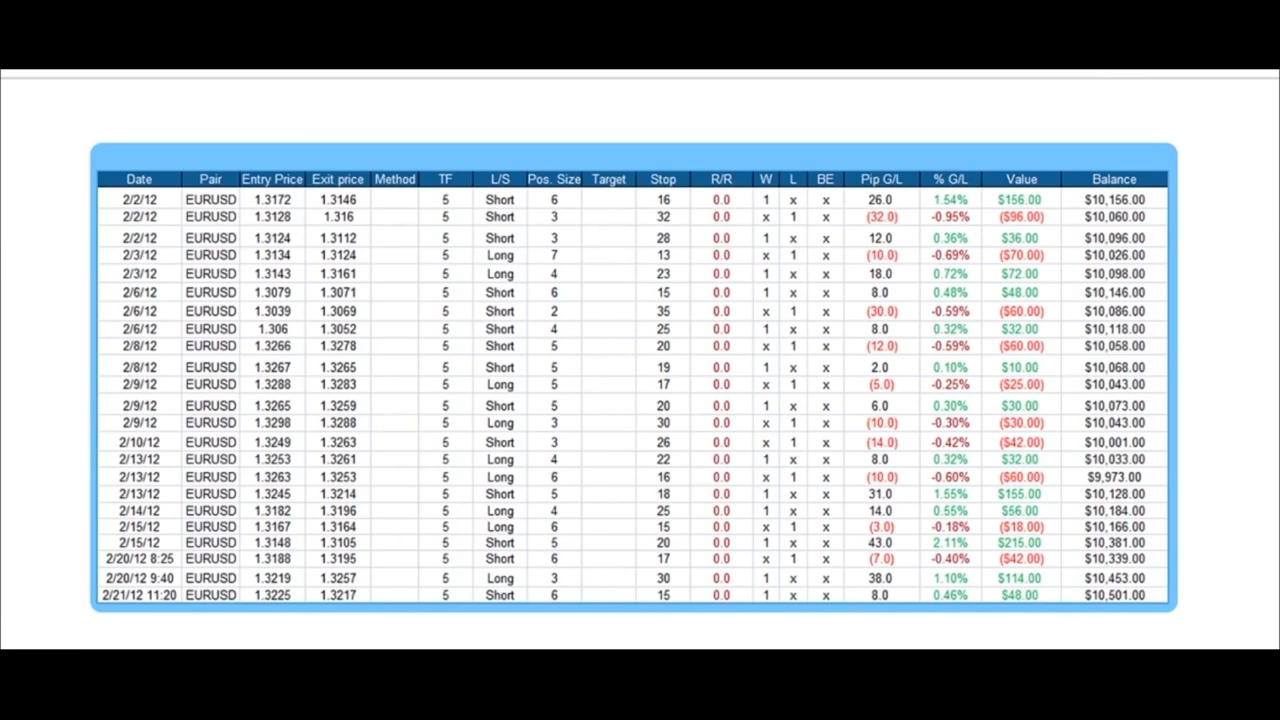 Date Pair Entry Price Exit price Method TF L/S Pos. Size Target Stop R/R W L BE Pip G/L % G/L Value Balance
2/2/12 EURUSD 1.3172 1.3146 5 Short 6 16 0.0 1 x x 26.0 1.54% $156.00 $10,156.00
2/2/12 EURUSD 1.3128 1.316 5 Short 3 32 0.0 x 1 x (32.0) -0.95% ($96.00) $10,060.00
2/2/12 EURUSD 1.3124 1.3112 5 Short 3 28 0.0 1 x x 12.0 0.36% $36.00 $10,096.00
2/3/12 EURUSD 1.3134 1.3124 5 Long 7 13 0.0 x 1 x (10.0) -0.69% ($70.00) $10,026.00
2/3/12 EURUSD 1.3143 1.3161 5 Long 4 23 0.0 1 x x 18.0 0.72% $72.00 $10,098.00
2/6/12 EURUSD 1.3079 1.3071 5 Short 6 15 0.0 1 x x 8.0 0.48% $48.00 $10,146.00
2/6/12 EURUSD 1.3039 1.3069 5 Short 2 35 0.0 x 1 x (30.0) -0.59% ($60.00) $10,086.00
2/6/12 EURUSD 1.306 1.3052 5 Short 4 25 0.0 1 x x 8.0 0.32% $32.00 $10,118.00
2/8/12 EURUSD 1.3266 1.3278 5 Short 5 20 0.0 x 1 x (12.0) -0.59% ($60.00) $10,058.00
2/8/12 EURUSD 1.3267 1.3265 5 Short 5 19 0.0 1 x x 2.0 0.10% $10.00 $10,068.00
2/9/12 EURUSD 1.3288 1.3283 5 Long 5 17 0.0 x 1 x (5.0) -0.25% ($25.00) $10,043.00
2/9/12 EURUSD 1.3265 1.3259 5 Short 5 20 0.0 1 x x 6.0 0.30% $30.00 $10,073.00
2/9/12 EURUSD 1.3298 1.3288 5 Long 3 30 0.0 x 1 x (10.0) -0.30% ($30.00) $10,043.00
2/10/12 EURUSD 1.3249 1.3263 5 Short 3 26 0.0 x 1 x (14.0) -0.42% ($42.00) $10,001.00
2/13/12 EURUSD 1.3253 1.3261 5 Long 4 22 0.0 1 x x 8.0 0.32% $32.00 $10,033.00
2/13/12 EURUSD 1.3263 1.3253 5 Long 6 16 0.0 x 1 x (10.0) -0.60% ($60.00) $9,973.00
2/13/12 EURUSD 1.3245 1.3214 5 Short 5 18 0.0 1 x x 31.0 1.55% $155.00 $10,128.00
2/14/12 EURUSD 1.3182 1.3196 5 Long 4 25 0.0 1 x x 14.0 0.55% $56.00 $10,184.00
2/15/12 EURUSD 1.3167 1.3164 5 Long 6 15 0.0 x 1 x (3.0) -0.18% ($18.00) $10,166.00
2/15/12 EURUSD 1.3148 1.3105 5 Short 5 20 0.0 1 x x 43.0 2.11% $215.00 $10,381.00
2/20/12 8:25 EURUSD 1.3188 1.3195 5 Short 6 17 0.0 x 1 x (7.0) -0.40% ($42.00) $10,339.00
2/20/12 9:40 EURUSD 1.3219 1.3257 5 Long 3 30 0.0 1 x x 38.0 1.10% $114.00 $10,453.00
2/21/12 11:20 EURUSD 1.3225 1.3217 5 Short 6 15 0.0 1 x x 8.0 0.46% $48.00 $10,501.00